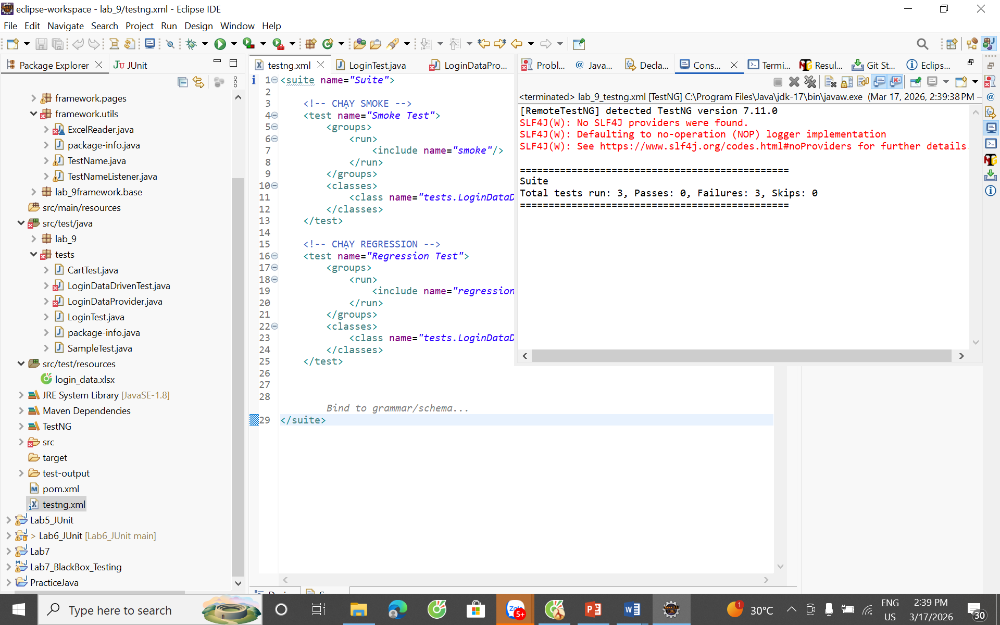 eclipse-workspace - lab_9/testng.xml - Eclipse IDE
File Edit Navigate Search Project Run Design Window Help
Package Explorer
JUnit
framework.pages
framework.utils
ExcelReader.java
package-info.java
TestName.java
TestNameListener.java
lab_9framework.base
src/main/resources
src/test/java
lab_9
tests
CartTest.java
LoginDataDrivenTest.java
LoginDataProvider.java
LoginTest.java
package-info.java
SampleTest.java
src/test/resources
login_data.xlsx
JRE System Library [JavaSE-1.8]
Maven Dependencies
TestNG
src
target
test-output
pom.xml
testng.xml
Lab5_JUnit
> Lab6_JUnit [Lab6_JUnit main]
Lab7
Lab7_BlackBox_Testing
PracticeJava
testng.xml
LoginTest.java
LoginDataPro...
1 <suite name="Suite">
2
3 <!-- CHẠY SMOKE -->
4 <test name="Smoke Test">
5 <groups>
6 <run>
7 <include name="smoke"/>
8 </run>
9 </groups>
10 <classes>
11 <class name="tests.LoginDataD
12 </classes>
13 </test>
14
15 <!-- CHẠY REGRESSION -->
16 <test name="Regression Test">
17 <groups>
18 <run>
19 <include name="regression
20 </run>
21 </groups>
22 <classes>
23 <class name="tests.LoginDataD
24 </classes>
25 </test>
26
27
28
Bind to grammar/schema...
29 </suite>
Probl...
Java...
Decla...
Cons...
Termi...
Resul...
Git St...
Eclips...
<terminated> lab_9_testng.xml [TestNG] C:\Program Files\Java\jdk-17\bin\javaw.exe (Mar 17, 2026, 2:39:38 PM –
[RemoteTestNG] detected TestNG version 7.11.0
SLF4J(W): No SLF4J providers were found.
SLF4J(W): Defaulting to no-operation (NOP) logger implementation
SLF4J(W): See https://www.slf4j.org/codes.html#noProviders for further details
===============================================
Suite
Total tests run: 3, Passes: 0, Failures: 3, Skips: 0
===============================================
Type here to search
Zalo
5+
1
30°C
ENG
US
2:39 PM
3/17/2026
30